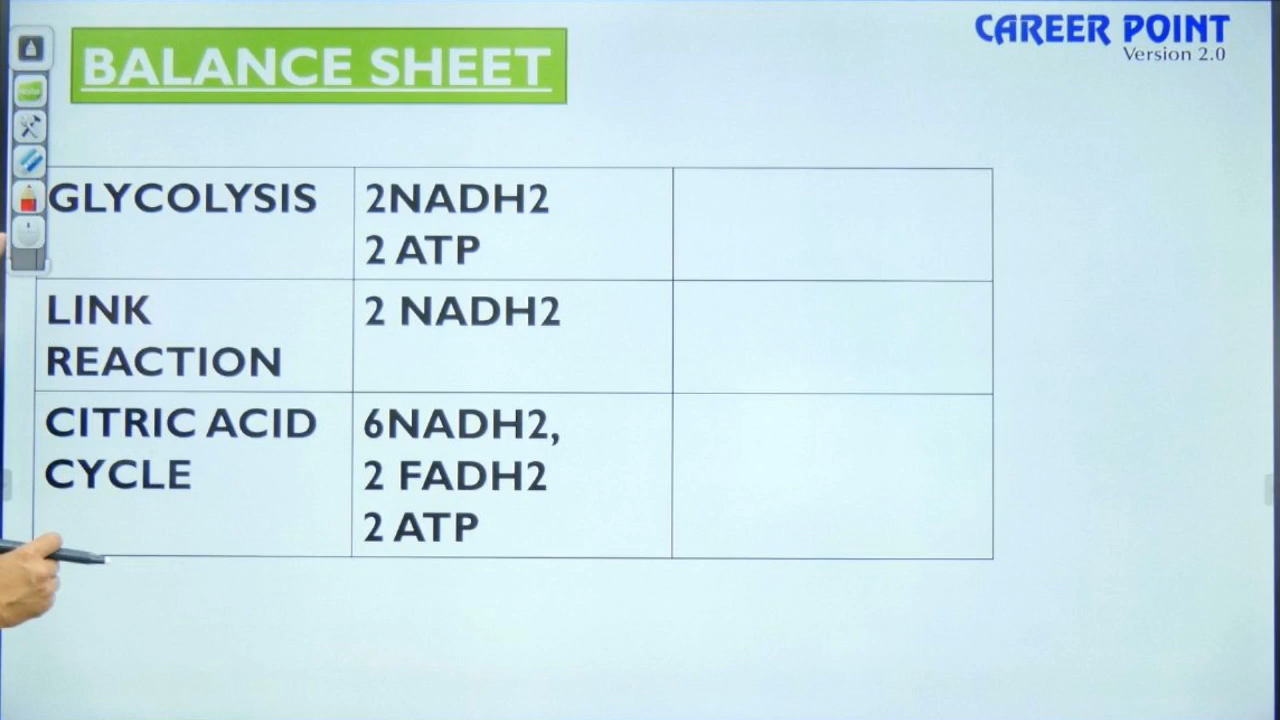 CAREER POINT
Version 2.0
BALANCE SHEET
GLYCOLYSIS
2NADH2
2 ATP
LINK
REACTION
2 NADH2
CITRIC ACID
CYCLE
6NADH2,
2 FADH2
2 ATP